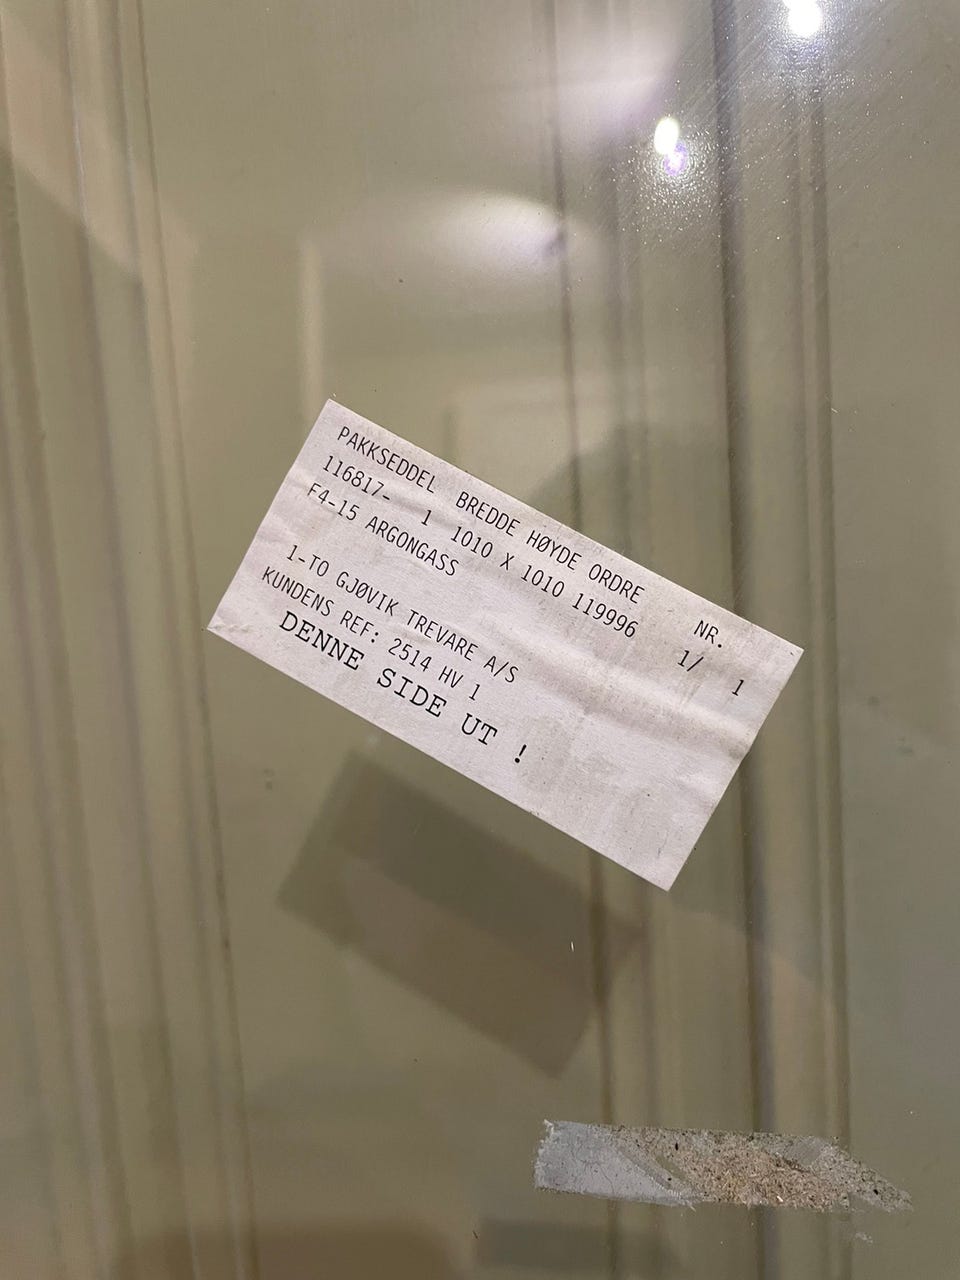 PAKKSEDDEL BREDDE HØYDE ORDRE NR.
116817- 1 1010 X 1010 119996 1/ 1
F4-15 ARGONGASS
1-TO GJØVIK TREVARE A/S
KUNDENS REF: 2514 HV 1
DENNE SIDE UT !